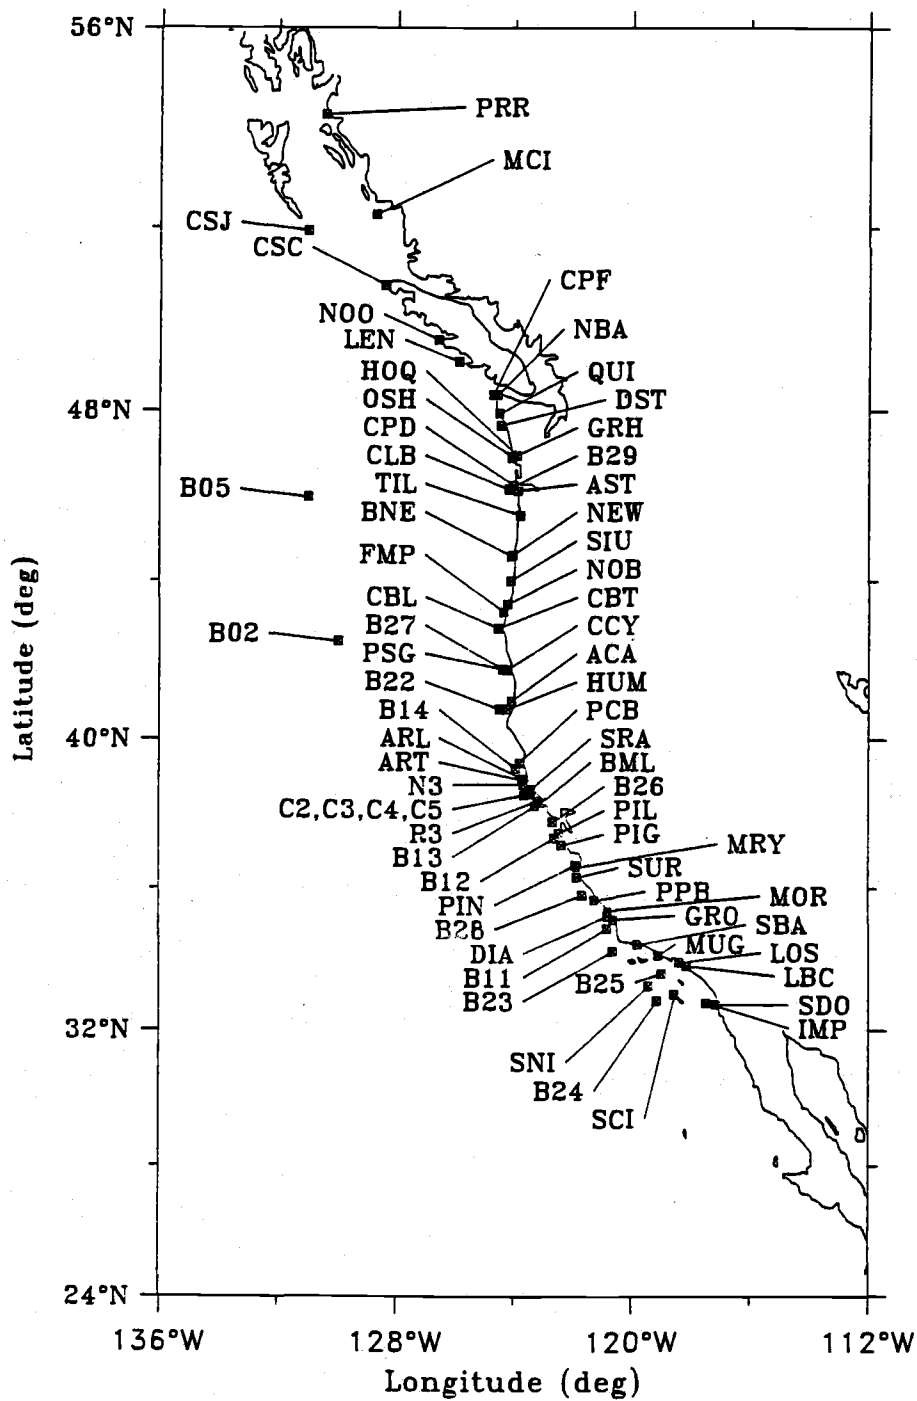 56°N
PRR
MCI
CSJ
CSC
CPF
NOO
NBA
LEN
HOQ
QUI
OSH
DST
48°N
CPD
GRH
CLB
B29
TIL
AST
B05
BNE
NEW
SIU
FMP
NOB
CBL
CBT
B27
CCY
B02
PSG
ACA
B22
HUM
B14
PCB
40°N
ARL
SRA
ART
BML
N3
B26
C2,C3,C4,C5
PIL
R3
PIG
B13
MRY
B12
SUR
PIN
PPB
MOR
B28
GRO
SBA
DIA
MUG
LOS
B11
LBC
B23
B25
SDO
32°N
IMP
SNI
B24
SCI
24°N
136°W
128°W
120°W
112°W
Longitude (deg)
Latitude (deg)